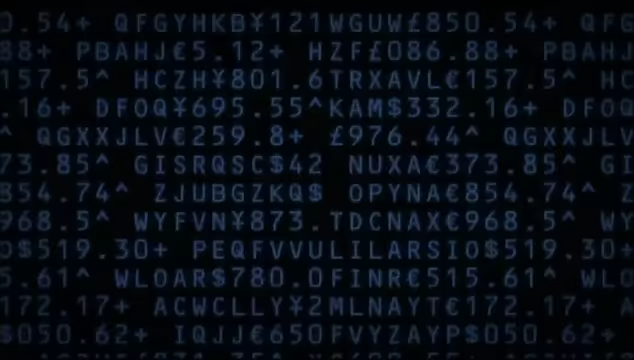 0.54+ QFGYHKB¥121WGUW£850.54+ QFG
88+ PBAHJ€5.12+ HZF£086.88+ PBAHJ
157.5^ HCZH¥801.6TRXAVL€157.5^ HC
.16+ DFOQ¥695.55^KAM$332.16+ DFOQ
^ QGXXJLV€259.8+ £976.44^ QGXXJLV
73.85^ GISRQSC$42 NUXA€373.85^ GI
854.74^ ZJUBGZKQ$ OPYNA€854.74^ Z
968.5^ WYFVN¥873.TDCNAX€968.5^ WY
O$519.30+ PEQFVVULILARSIO$519.30+
5.61^ WLOAR$780.0FINR€515.61^ WLO
172.17+ ACWCLLY¥2MLNAYT€172.17+ A
$050.62+ IQJJ€650FVYZAYP$050.62+